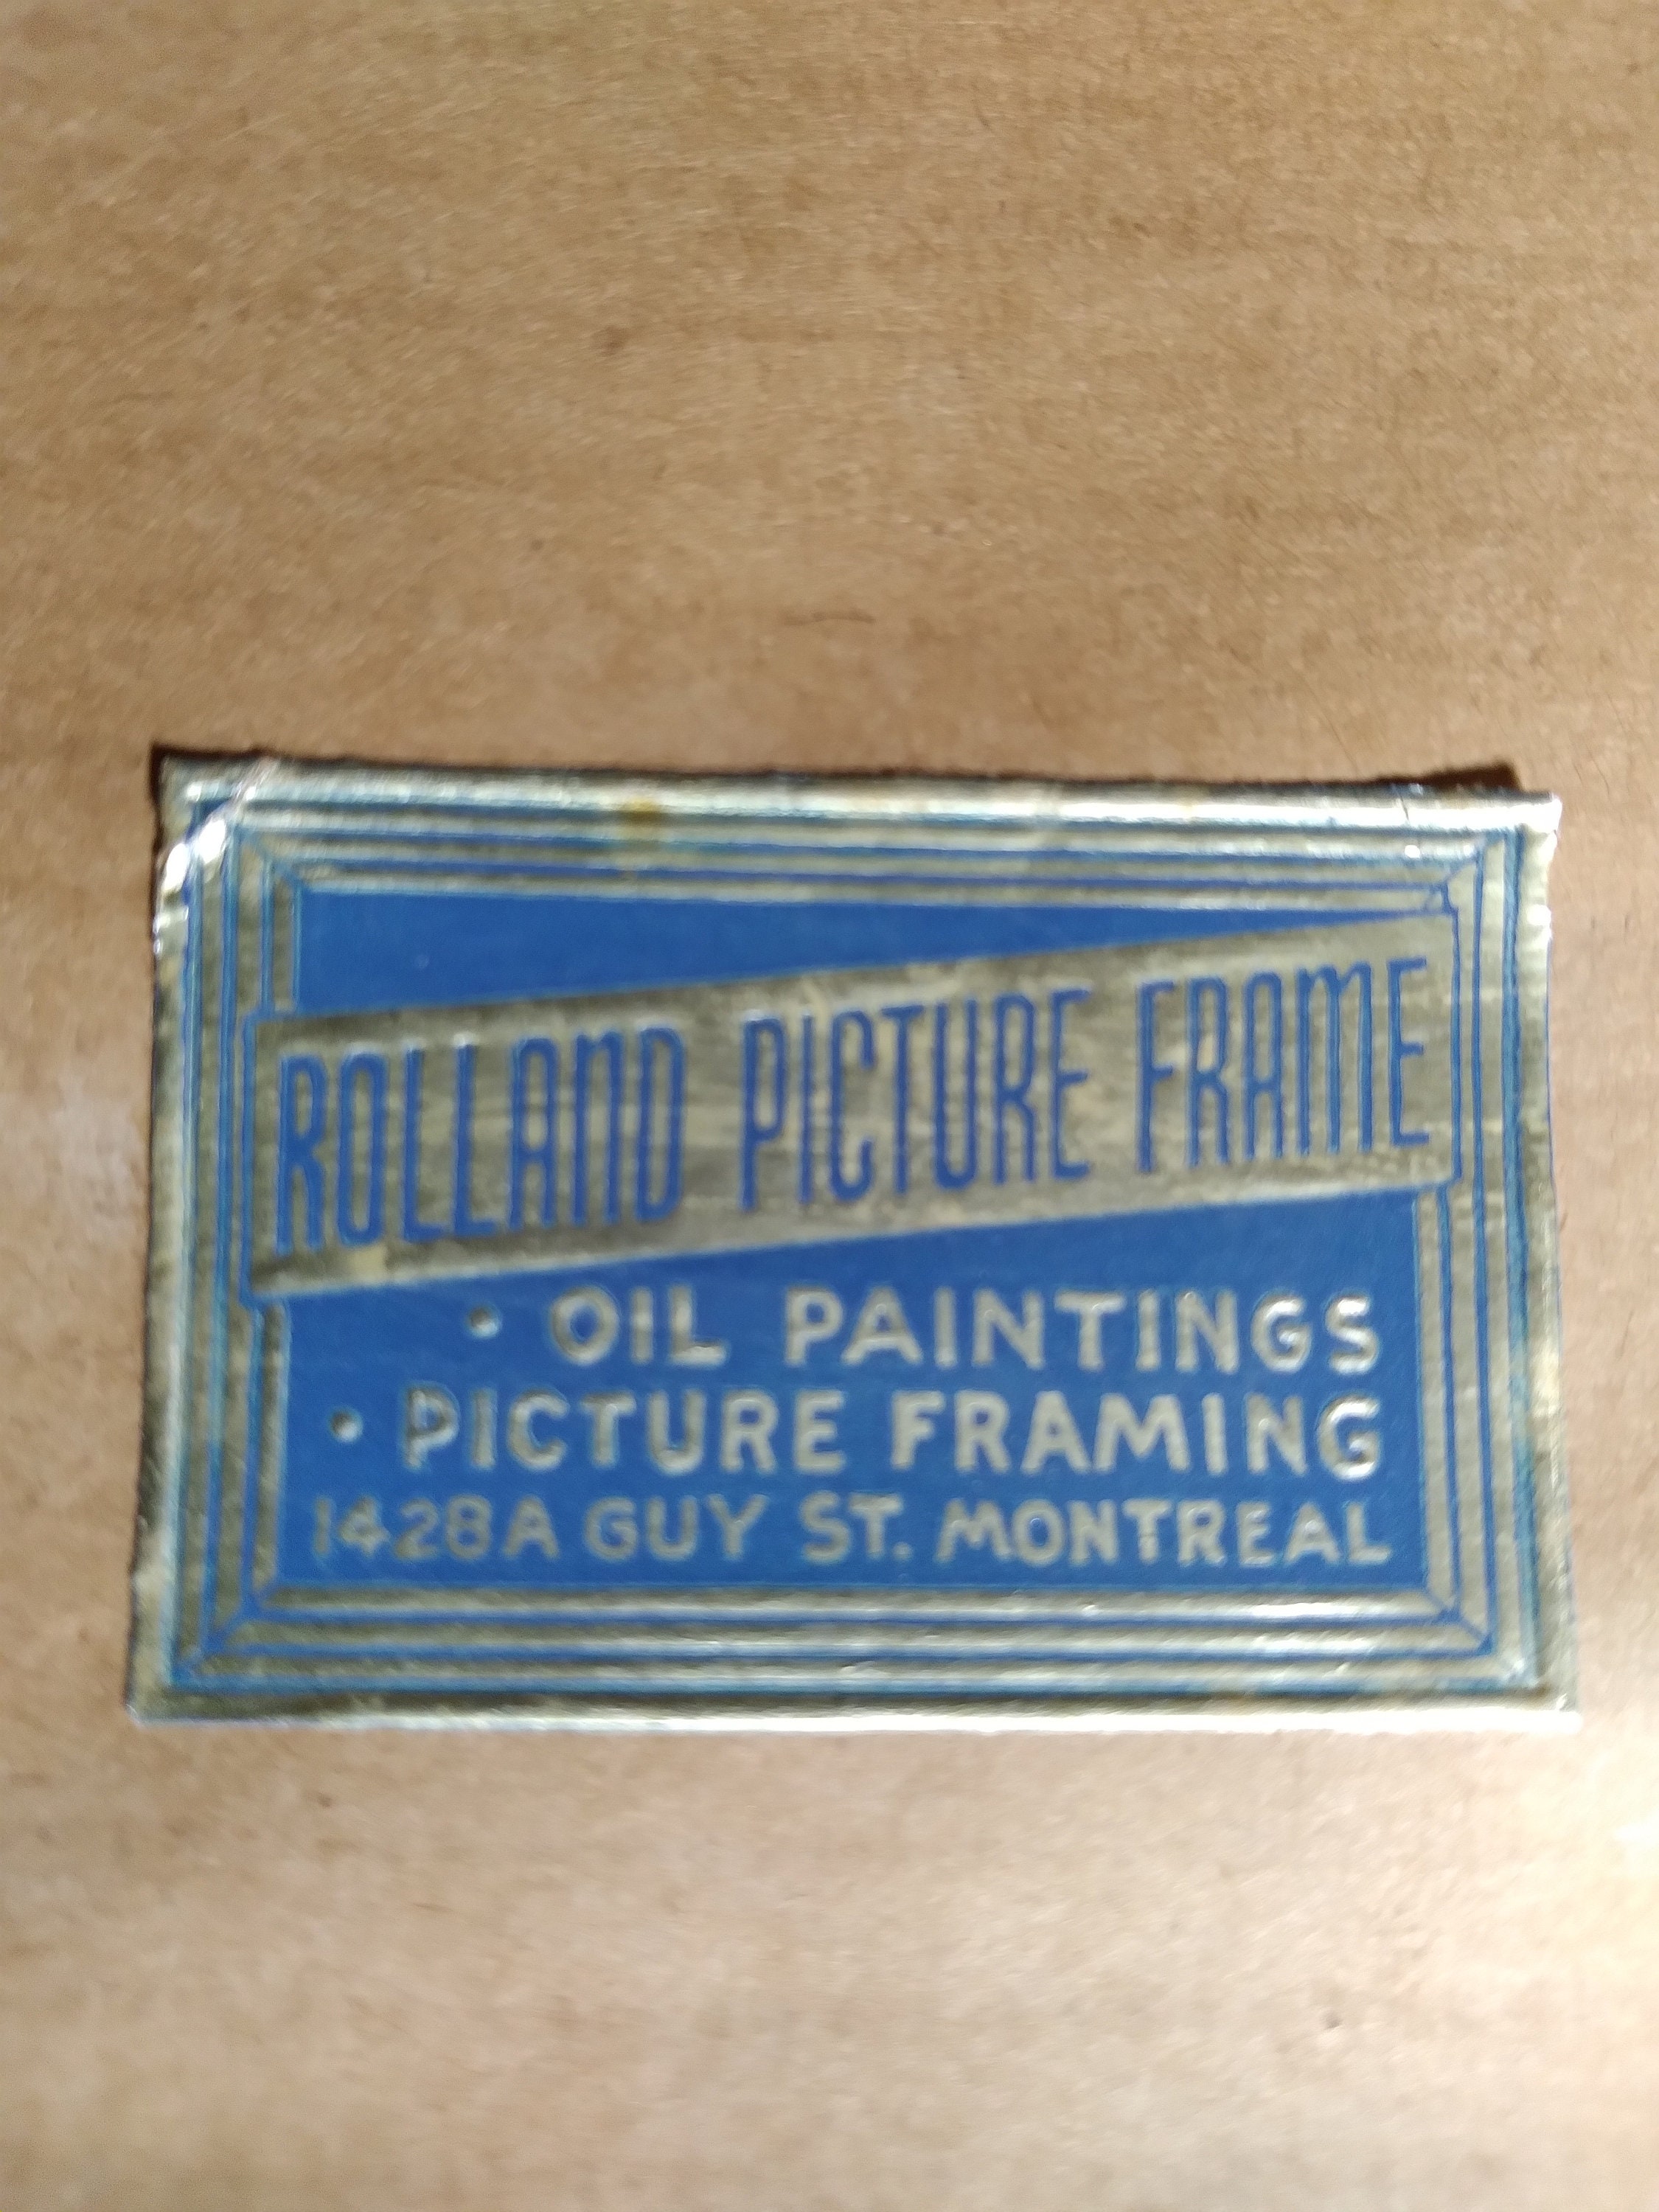 ROLLAND PICTURE FRAME
• OIL PAINTINGS
• PICTURE FRAMING
1428A GUY ST. MONTREAL